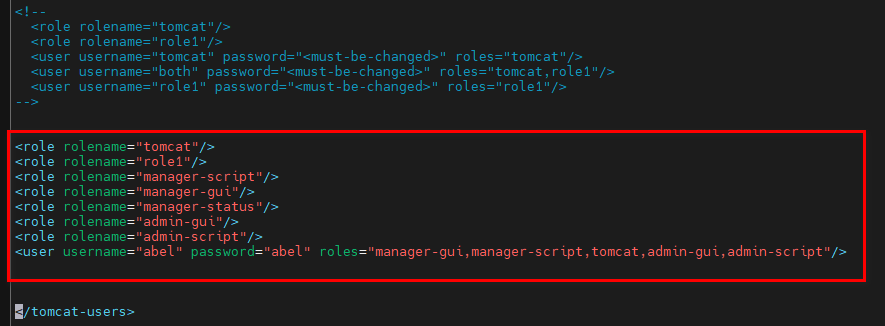 <!--
  <role rolename="tomcat"/>
  <role rolename="role1"/>
  <user username="tomcat" password="<must-be-changed>" roles="tomcat"/>
  <user username="both" password="<must-be-changed>" roles="tomcat,role1"/>
  <user username="role1" password="<must-be-changed>" roles="role1"/>
-->
<role rolename="tomcat"/>
<role rolename="role1"/>
<role rolename="manager-script"/>
<role rolename="manager-gui"/>
<role rolename="manager-status"/>
<role rolename="admin-gui"/>
<role rolename="admin-script"/>
<user username="abel" password="abel" roles="manager-gui,manager-script,tomcat,admin-gui,admin-script"/>
</tomcat-users>